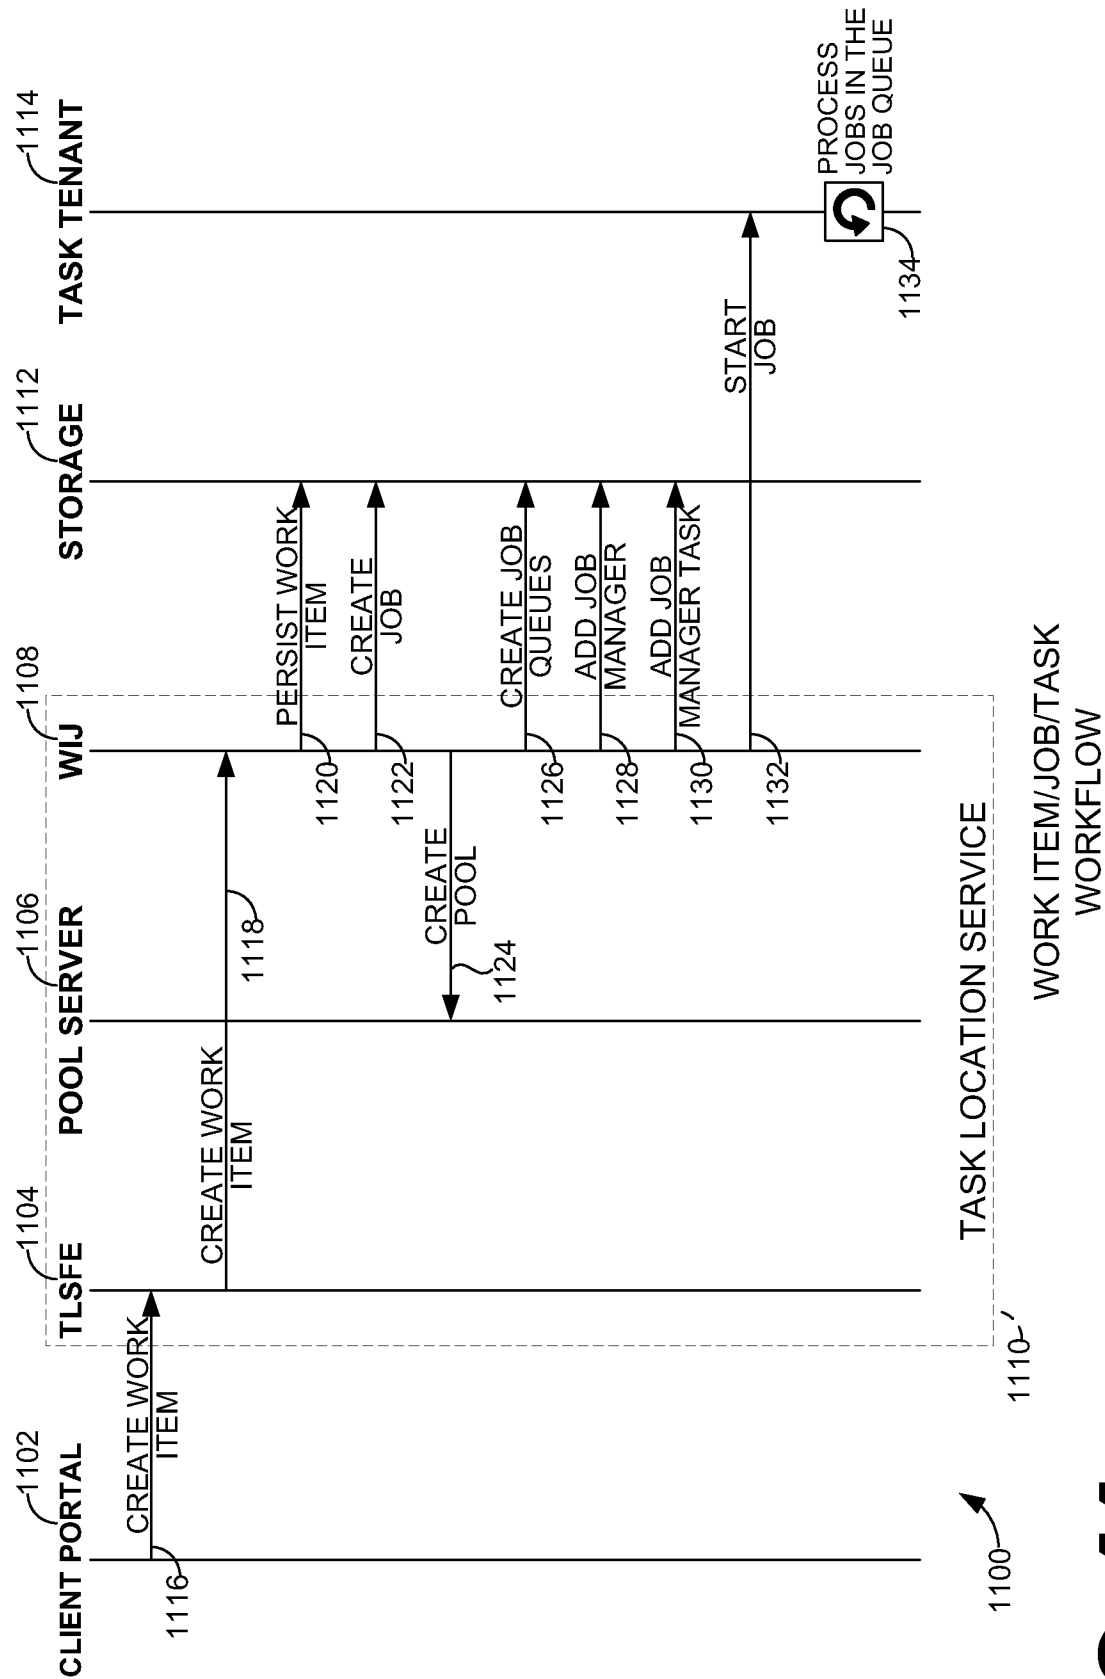 1102
CLIENT PORTAL
1104
TLSFE
1106
POOL SERVER
1108
WIJ
1112
STORAGE
1114
TASK TENANT
CREATE WORK
ITEM
1116
CREATE WORK
ITEM
1118
PERSIST WORK
ITEM
1120
CREATE
JOB
1122
CREATE
POOL
1124
CREATE JOB
QUEUES
1126
ADD JOB
MANAGER
1128
ADD JOB
MANAGER TASK
1130
START
JOB
1132
PROCESS
JOBS IN THE
JOB QUEUE
1134
TASK LOCATION SERVICE
1110
1100
WORK ITEM/JOB/TASK
WORKFLOW